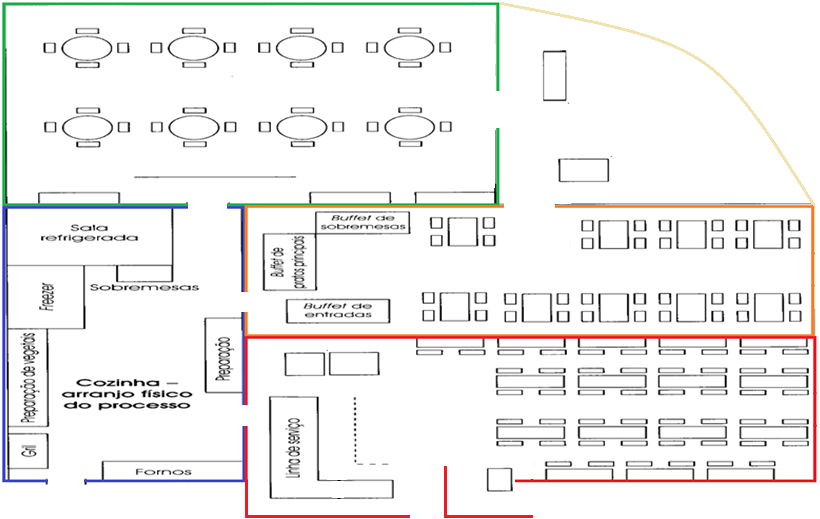 Sala
refrigerada
Freezer
Sobremesas
Preparação de vegetais
Gril
Cozinha –
arranjo físico
do processo
Preparação
Fornos
Buffet de
sobremesas
Buffet de
pratos principais
Buffet de
entradas
Linha de serviço